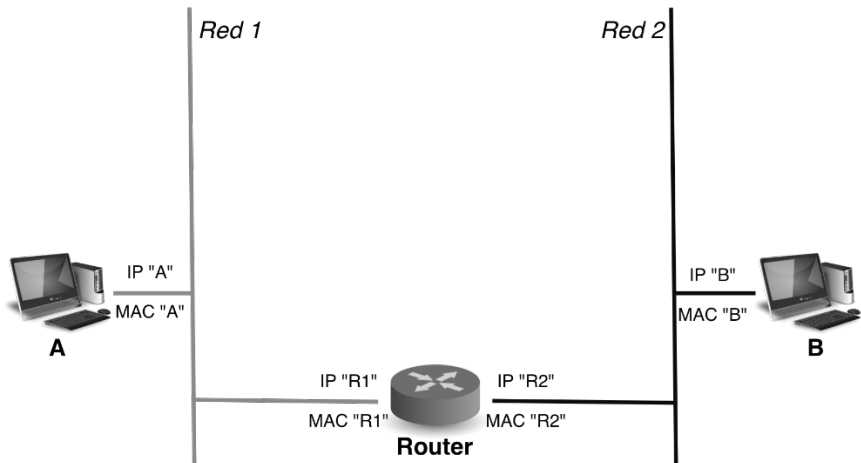 Red 1
Red 2
IP "A"
MAC "A"
A
IP "B"
MAC "B"
B
IP "R1"
MAC "R1"
IP "R2"
MAC "R2"
Router